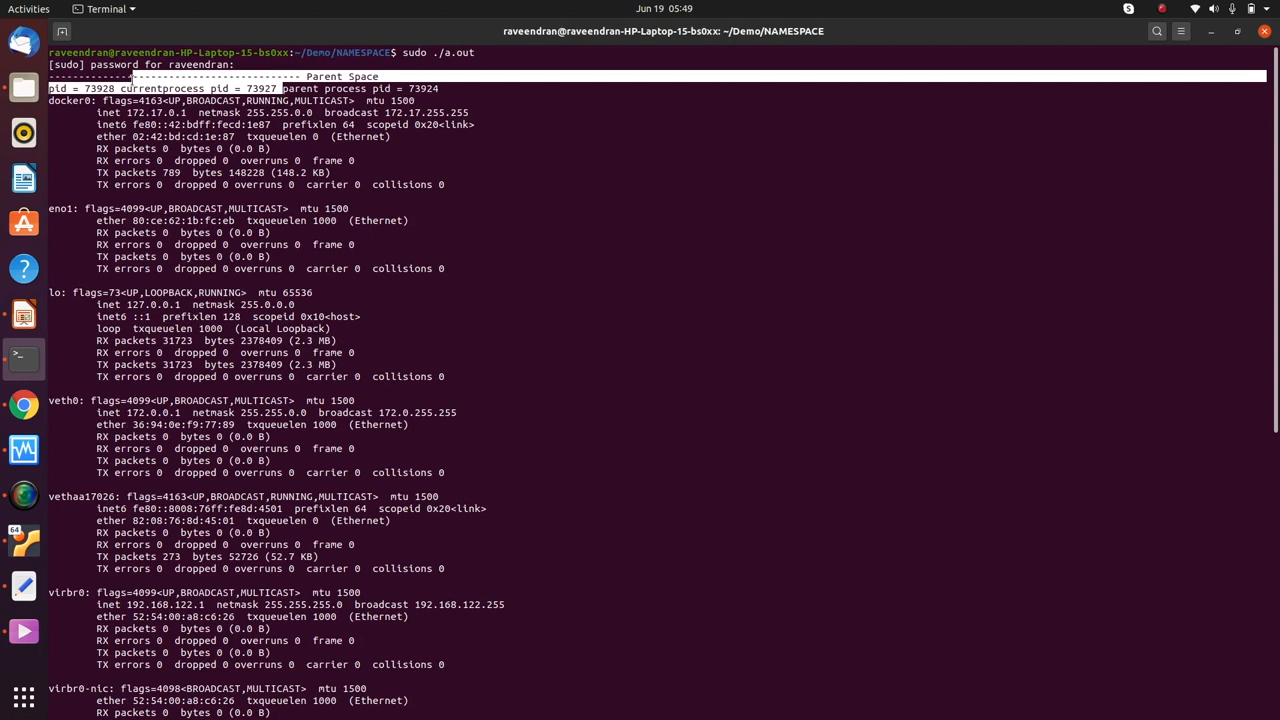 Activities
Terminal
Jun 19 05:49
raveendran@raveendran-HP-Laptop-15-bs0xx: ~/Demo/NAMESPACE
raveendran@raveendran-HP-Laptop-15-bs0xx:~/Demo/NAMESPACE$ sudo ./a.out
[sudo] password for raveendran:
------------------------------------------ Parent Space
pid = 73928 currentprocess pid = 73927 parent process pid = 73924
docker0: flags=4163<UP,BROADCAST,RUNNING,MULTICAST>  mtu 1500
        inet 172.17.0.1  netmask 255.255.0.0  broadcast 172.17.255.255
        inet6 fe80::42:bdff:fecd:1e87  prefixlen 64  scopeid 0x20<link>
        ether 02:42:bd:cd:1e:87  txqueuelen 0  (Ethernet)
        RX packets 0  bytes 0 (0.0 B)
        RX errors 0  dropped 0  overruns 0  frame 0
        TX packets 789  bytes 148228 (148.2 KB)
        TX errors 0  dropped 0 overruns 0  carrier 0  collisions 0
eno1: flags=4099<UP,BROADCAST,MULTICAST>  mtu 1500
        ether 80:ce:62:1b:fc:eb  txqueuelen 1000  (Ethernet)
        RX packets 0  bytes 0 (0.0 B)
        RX errors 0  dropped 0  overruns 0  frame 0
        TX packets 0  bytes 0 (0.0 B)
        TX errors 0  dropped 0 overruns 0  carrier 0  collisions 0
lo: flags=73<UP,LOOPBACK,RUNNING>  mtu 65536
        inet 127.0.0.1  netmask 255.0.0.0
        inet6 ::1  prefixlen 128  scopeid 0x10<host>
        loop  txqueuelen 1000  (Local Loopback)
        RX packets 31723  bytes 2378409 (2.3 MB)
        RX errors 0  dropped 0  overruns 0  frame 0
        TX packets 31723  bytes 2378409 (2.3 MB)
        TX errors 0  dropped 0 overruns 0  carrier 0  collisions 0
veth0: flags=4099<UP,BROADCAST,MULTICAST>  mtu 1500
        inet 172.0.0.1  netmask 255.255.0.0  broadcast 172.0.255.255
        ether 36:94:0e:f9:77:89  txqueuelen 1000  (Ethernet)
        RX packets 0  bytes 0 (0.0 B)
        RX errors 0  dropped 0  overruns 0  frame 0
        TX packets 0  bytes 0 (0.0 B)
        TX errors 0  dropped 0 overruns 0  carrier 0  collisions 0
vethaa17026: flags=4163<UP,BROADCAST,RUNNING,MULTICAST>  mtu 1500
        inet6 fe80::8008:76ff:fe8d:4501  prefixlen 64  scopeid 0x20<link>
        ether 82:08:76:8d:45:01  txqueuelen 0  (Ethernet)
        RX packets 0  bytes 0 (0.0 B)
        RX errors 0  dropped 0  overruns 0  frame 0
        TX packets 273  bytes 52726 (52.7 KB)
        TX errors 0  dropped 0 overruns 0  carrier 0  collisions 0
virbr0: flags=4099<UP,BROADCAST,MULTICAST>  mtu 1500
        inet 192.168.122.1  netmask 255.255.255.0  broadcast 192.168.122.255
        ether 52:54:00:a8:c6:26  txqueuelen 1000  (Ethernet)
        RX packets 0  bytes 0 (0.0 B)
        RX errors 0  dropped 0  overruns 0  frame 0
        TX packets 0  bytes 0 (0.0 B)
        TX errors 0  dropped 0 overruns 0  carrier 0  collisions 0
virbr0-nic: flags=4098<BROADCAST,MULTICAST>  mtu 1500
        ether 52:54:00:a8:c6:26  txqueuelen 1000  (Ethernet)
        RX packets 0  bytes 0 (0.0 B)
64